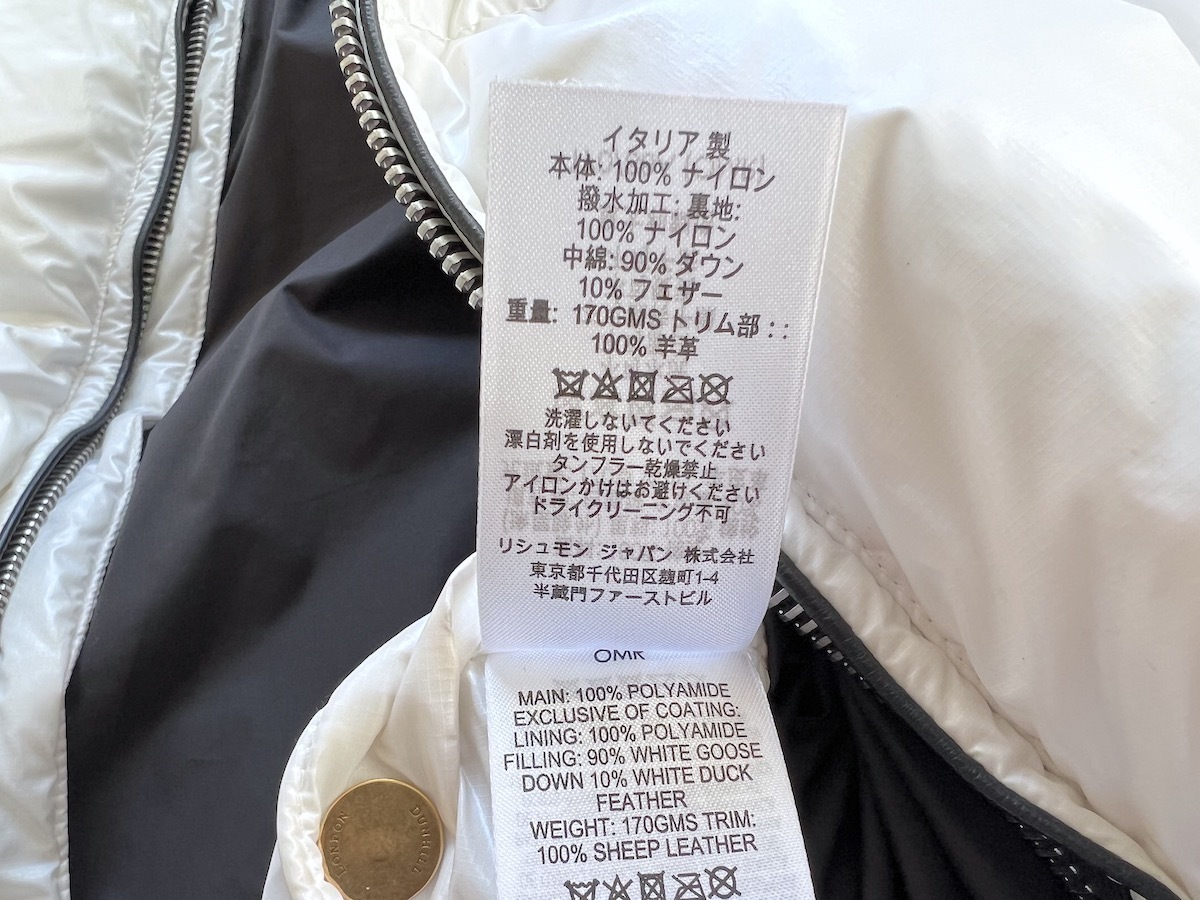 イタリア 製
本体: 100% ナイロン
撥水加工: 裏地:
100% ナイロン
中綿: 90% ダウン
10% フェザー
重量: 170GMS トリム部 : :
100% 羊革
洗濯しないてください
漂白剤を使用しないでください
タンフラー乾燥禁止
アイロンかけはお避けください
ドライクリーニング不可
リシュモン ジャパン 株式会社
東京都千代田区麹町1-4
半蔵門ファーストビル
MAIN: 100% POLYAMIDE
EXCLUSIVE OF COATING:
LINING: 100% POLYAMIDE
FILLING: 90% WHITE GOOSE
DOWN 10% WHITE DUCK
FEATHER
WEIGHT: 170GMS TRIM:
100% SHEEP LEATHER
DUNHILL
LONDON